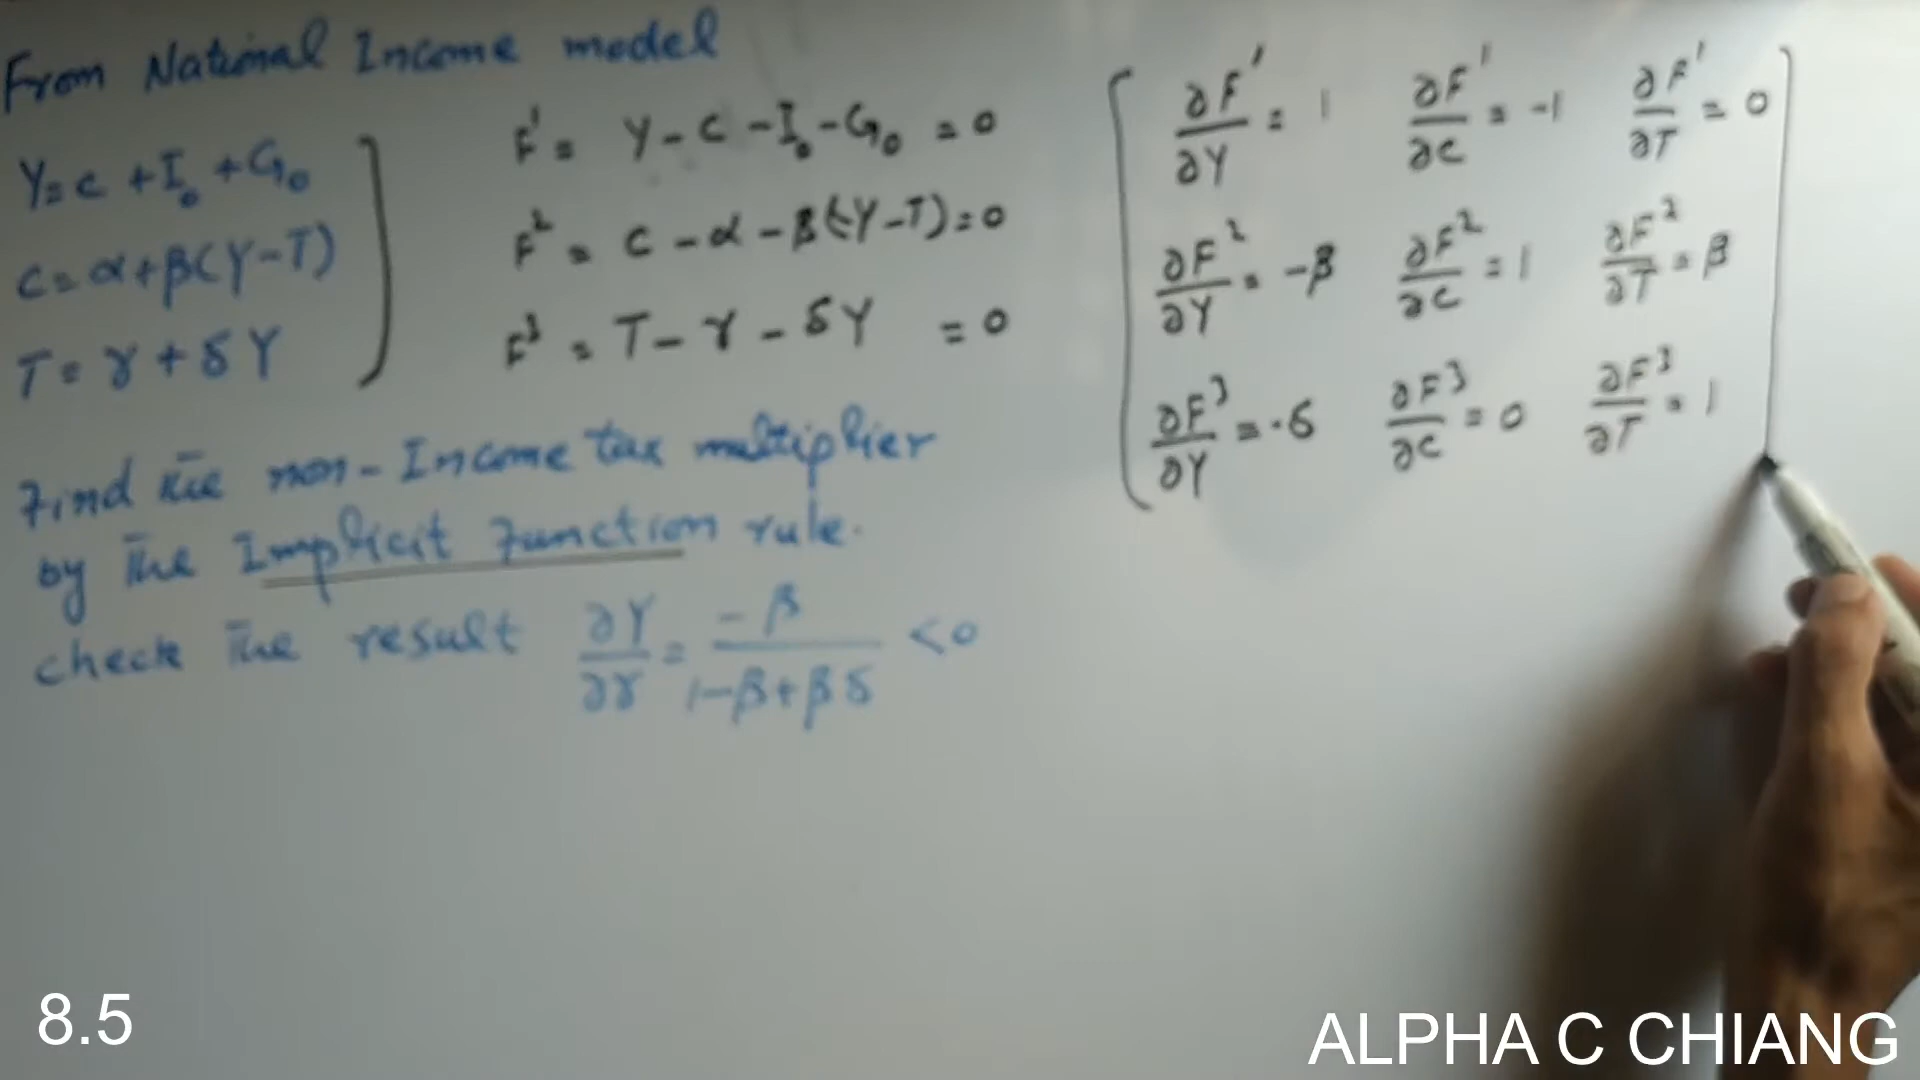 From National Income model
Y = C + I₀ + G₀
C = α + β(Y-T)
T = γ + δY
F¹ = Y - C - I₀ - G₀ = 0
F² = C - α - β(Y-T) = 0
F³ = T - γ - δY = 0
Find the non-Income tax multiplier
by the Implicit Function rule.
check the result ∂Y/∂γ = -β/(1-β+βδ) < 0
∂F¹/∂Y = 1 ∂F¹/∂C = -1 ∂F¹/∂T = 0
∂F²/∂Y = -β ∂F²/∂C = 1 ∂F²/∂T = β
∂F³/∂Y = -δ ∂F³/∂C = 0 ∂F³/∂T = 1
8.5
ALPHA C CHIANG